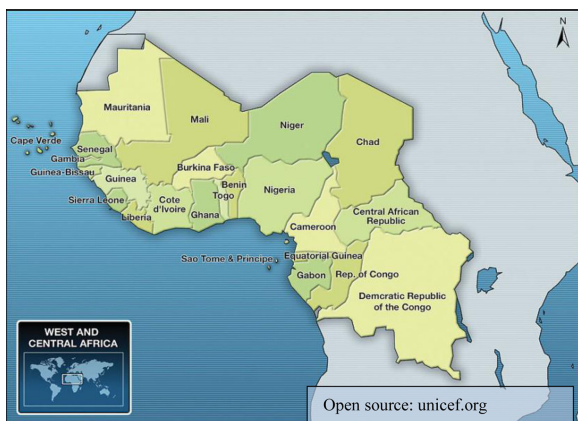 N
Mauritania
Mali
Niger
Chad
Cape Verde
Senegal
Gambia
Guinea-Bissau
Burkina Faso
Guinea
Benin
Nigeria
Sierra Leone
Cote
d'Ivoire
Togo
Ghana
Liberia
Central African
Republic
Cameroon
Equatorial Guinea
Sao Tome & Principe
Gabon
Rep. of Congo
Demcratic Republic
of the Congo
WEST AND
CENTRAL AFRICA
Open source: unicef.org